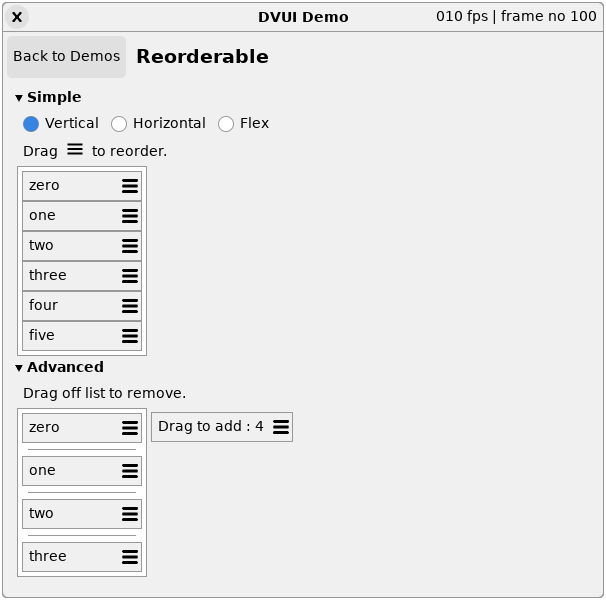 X DVUI Demo 010 fps | frame no 100
Back to Demos Reorderable
Simple
Vertical Horizontal Flex
Drag to reorder.
zero
one
two
three
four
five
Advanced
Drag off list to remove.
zero Drag to add : 4
one
two
three